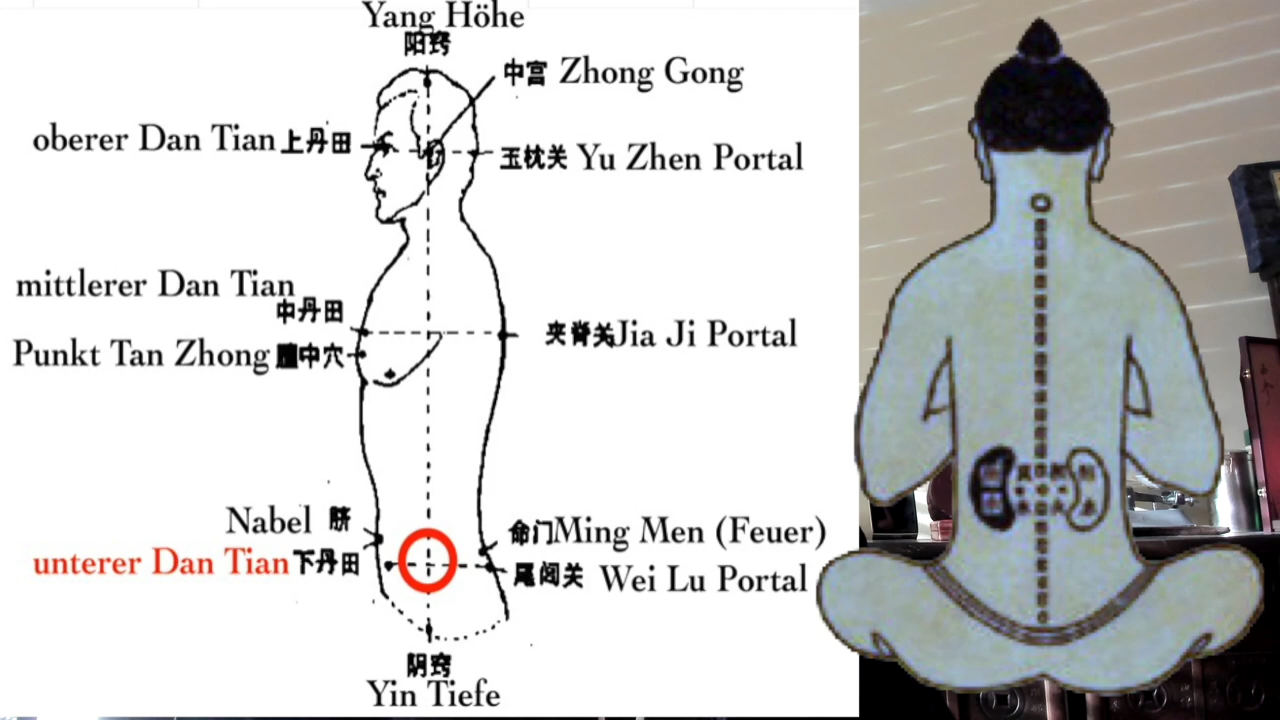 Yang Höhe
阳窍
中宫 Zhong Gong
oberer Dan Tian 上丹田
玉枕关 Yu Zhen Portal
mittlerer Dan Tian
中丹田
夹脊关 Jia Ji Portal
Punkt Tan Zhong 膻中穴
Nabel 脐
命门 Ming Men (Feuer)
unterer Dan Tian 下丹田
尾闾关 Wei Lu Portal
阴窍
Yin Tiefe